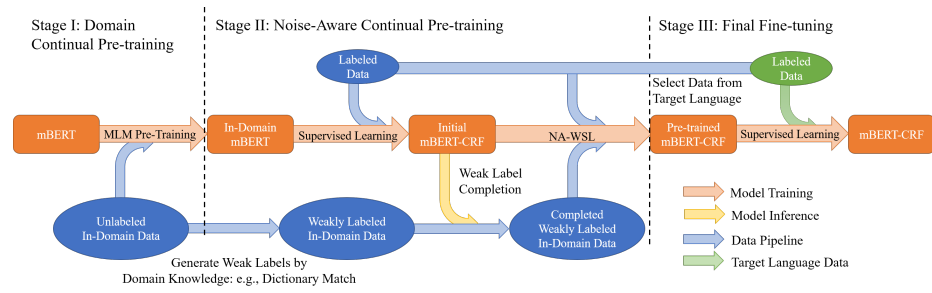 Stage I: Domain
Continual Pre-training
Stage II: Noise-Aware Continual Pre-training
Stage III: Final Fine-tuning
Labeled
Data
Labeled
Data
Select Data from
Target Language
mBERT
MLM Pre-Training
In-Domain
mBERT
Supervised Learning
Initial
mBERT-CRF
NA-WSL
Pre-trained
mBERT-CRF
Supervised Learning
mBERT-CRF
Weak Label
Completion
Unlabeled
In-Domain Data
Weakly Labeled
In-Domain Data
Completed
Weakly Labeled
In-Domain Data
Generate Weak Labels by
Domain Knowledge: e.g., Dictionary Match
Model Training
Model Inference
Data Pipeline
Target Language Data